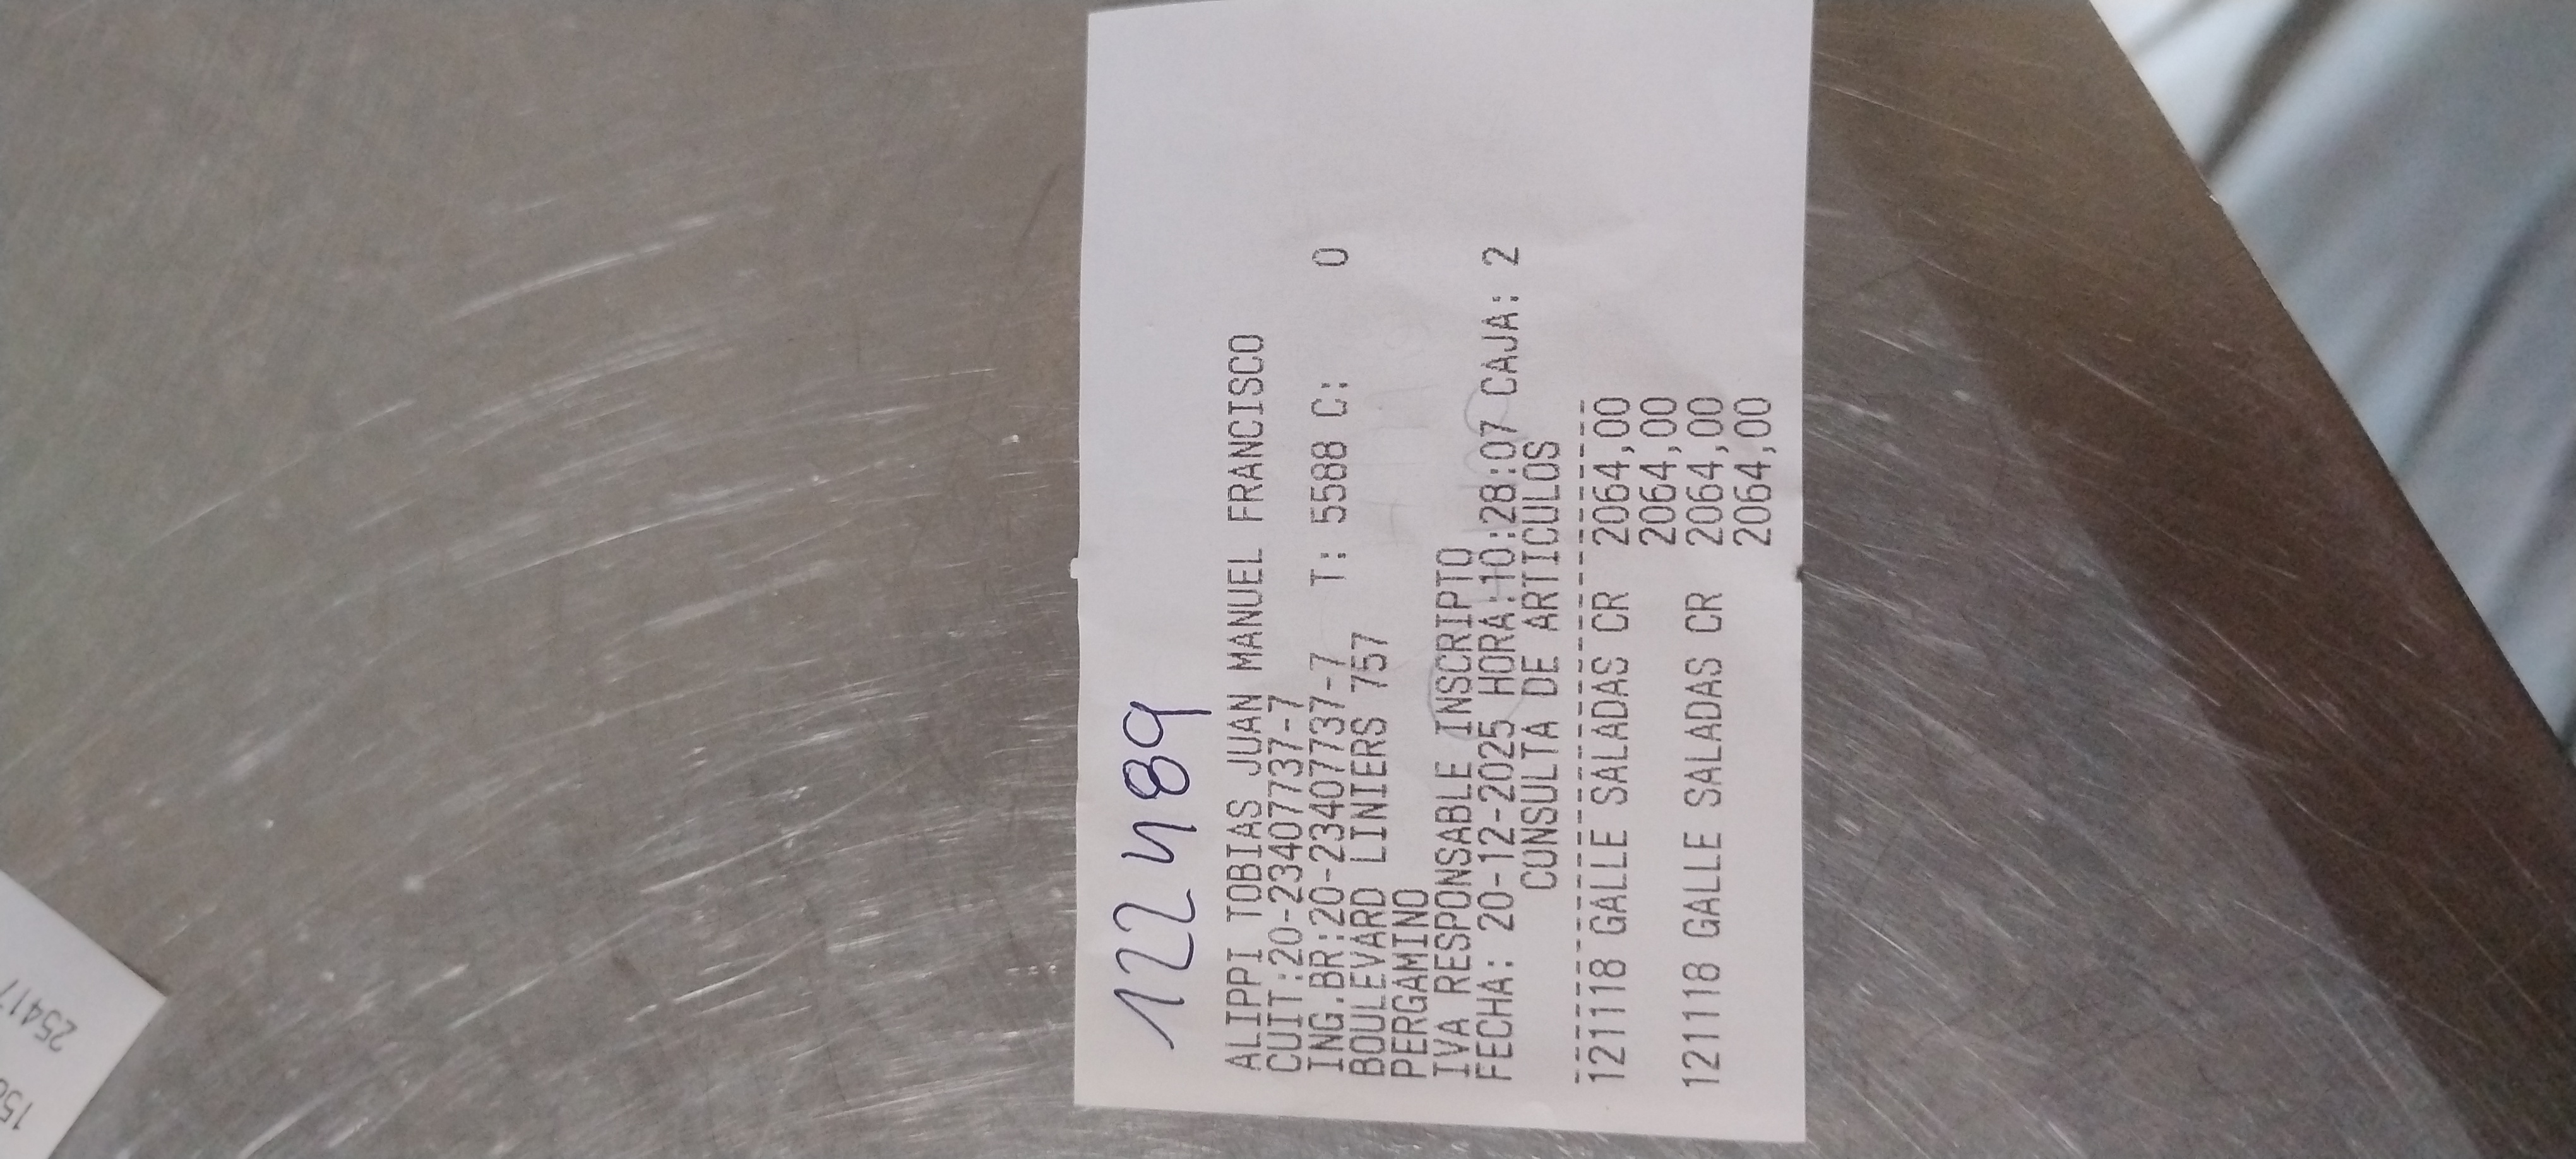 122489
ALIPPI TOBIAS JUAN MANUEL FRANCISCO
CUIT:20-23407737-7
ING.BR:20-23407737-7 T: 5588 C: 0
BOULEVARD LINIERS 757
PERGAMINO
IVA RESPONSABLE INSCRIPTO
FECHA: 20-12-2025 HORA:10:28:07 CAJA: 2
CONSULTA DE ARTICULOS
--------------------------------
121118 GALLE SALADAS CR 2064,00
2064,00
121118 GALLE SALADAS CR 2064,00
2064,00
25417